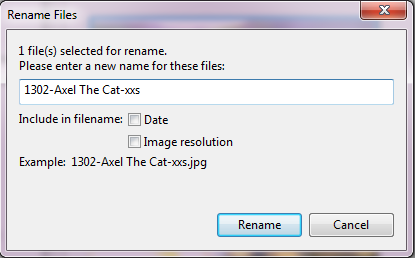 Rename Files
1 file(s) selected for rename.
Please enter a new name for these files:
1302-Axel The Cat-xxs
Include in filename: Date
Image resolution
Example: 1302-Axel The Cat-xxs.jpg
Rename Cancel